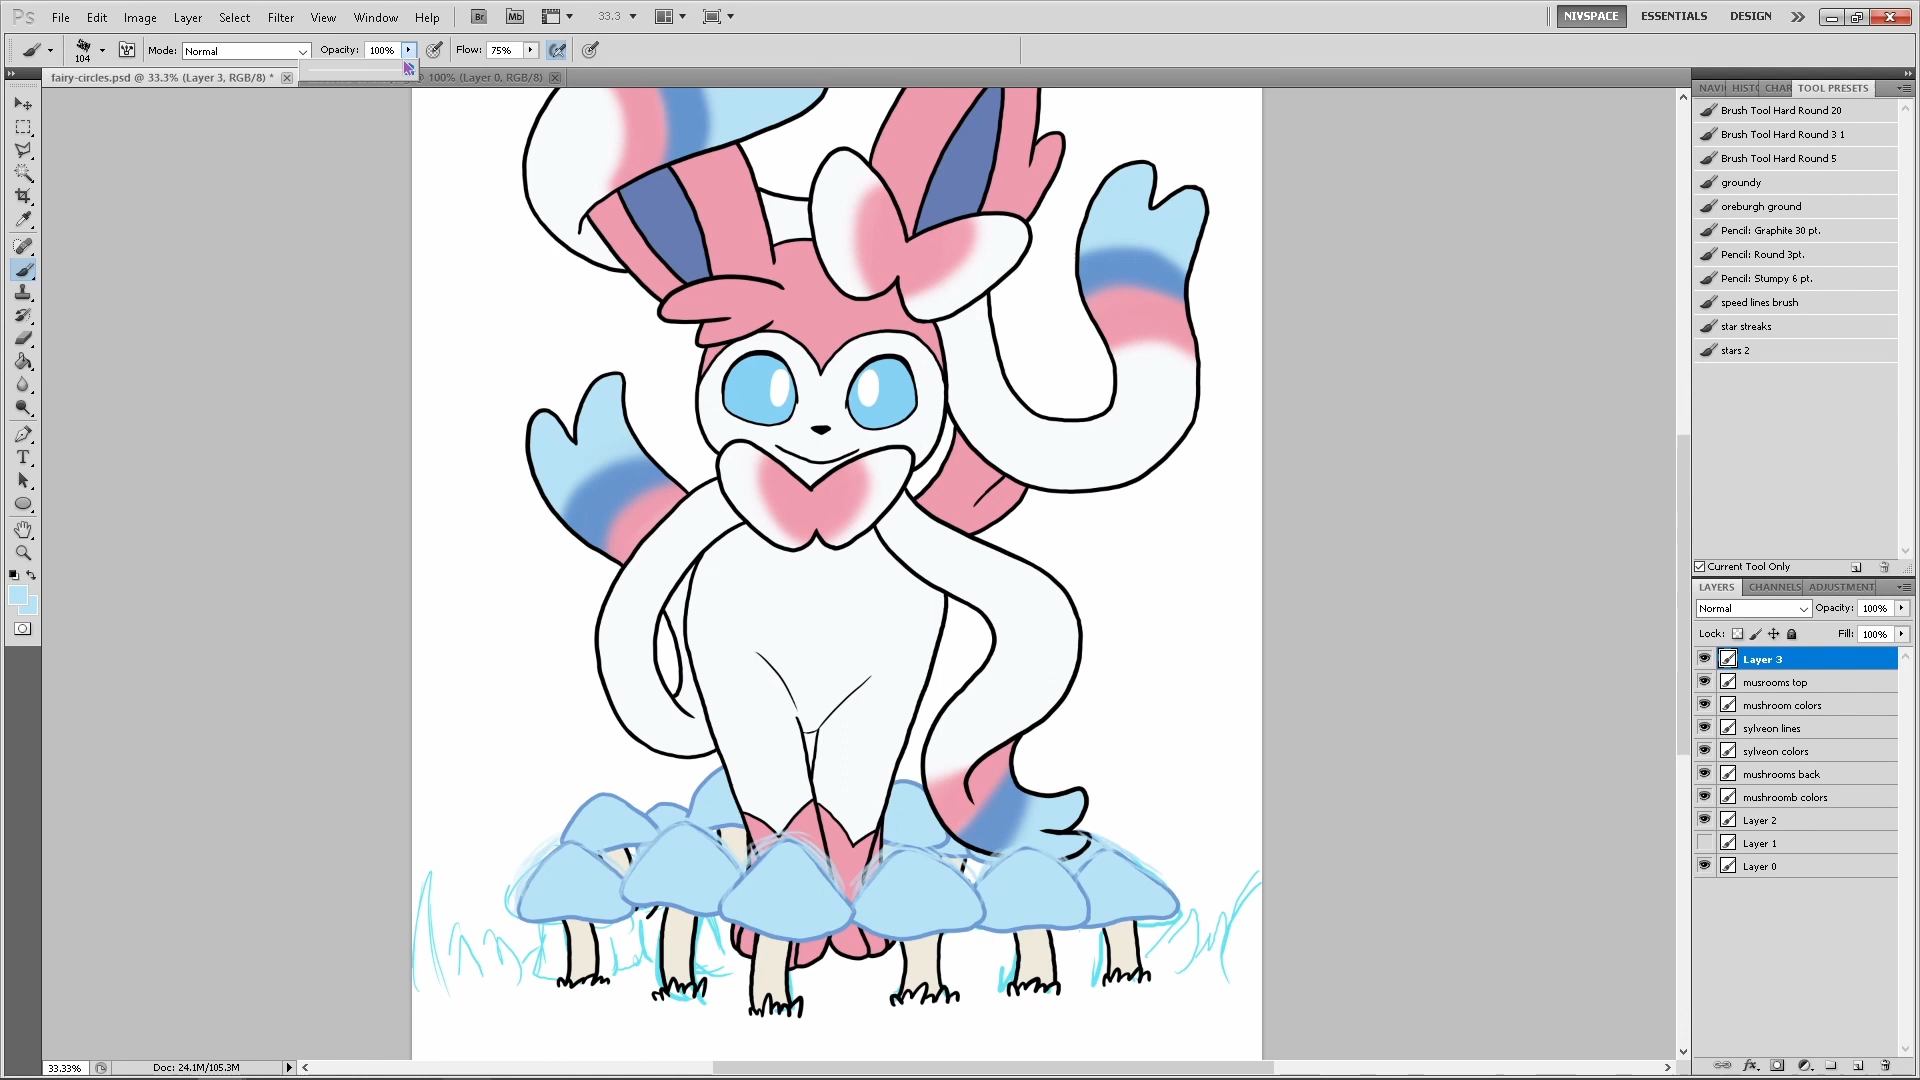 Ps File Edit Image Layer Select Filter View Window Help Br Mb 33.3 NIVSPACE ESSENTIALS DESIGN
104 Mode: Normal Opacity: 100% Flow: 75%
fairy-circles.psd @ 33.3% (Layer 3, RGB/8) * @ 100% (Layer 0, RGB/8)
NAVI HISTO CHAR TOOL PRESETS
Brush Tool Hard Round 20
Brush Tool Hard Round 3 1
Brush Tool Hard Round 5
groundy
oreburgh ground
Pencil: Graphite 30 pt.
Pencil: Round 3pt.
Pencil: Stumpy 6 pt.
speed lines brush
star streaks
stars 2
Current Tool Only
LAYERS CHANNELS ADJUSTMENT
Normal Opacity: 100%
Lock: Fill: 100%
Layer 3
musrooms top
mushroom colors
sylveon lines
sylveon colors
mushrooms back
mushroomb colors
Layer 2
Layer 1
Layer 0
33.33% Doc: 24.1M/105.3M